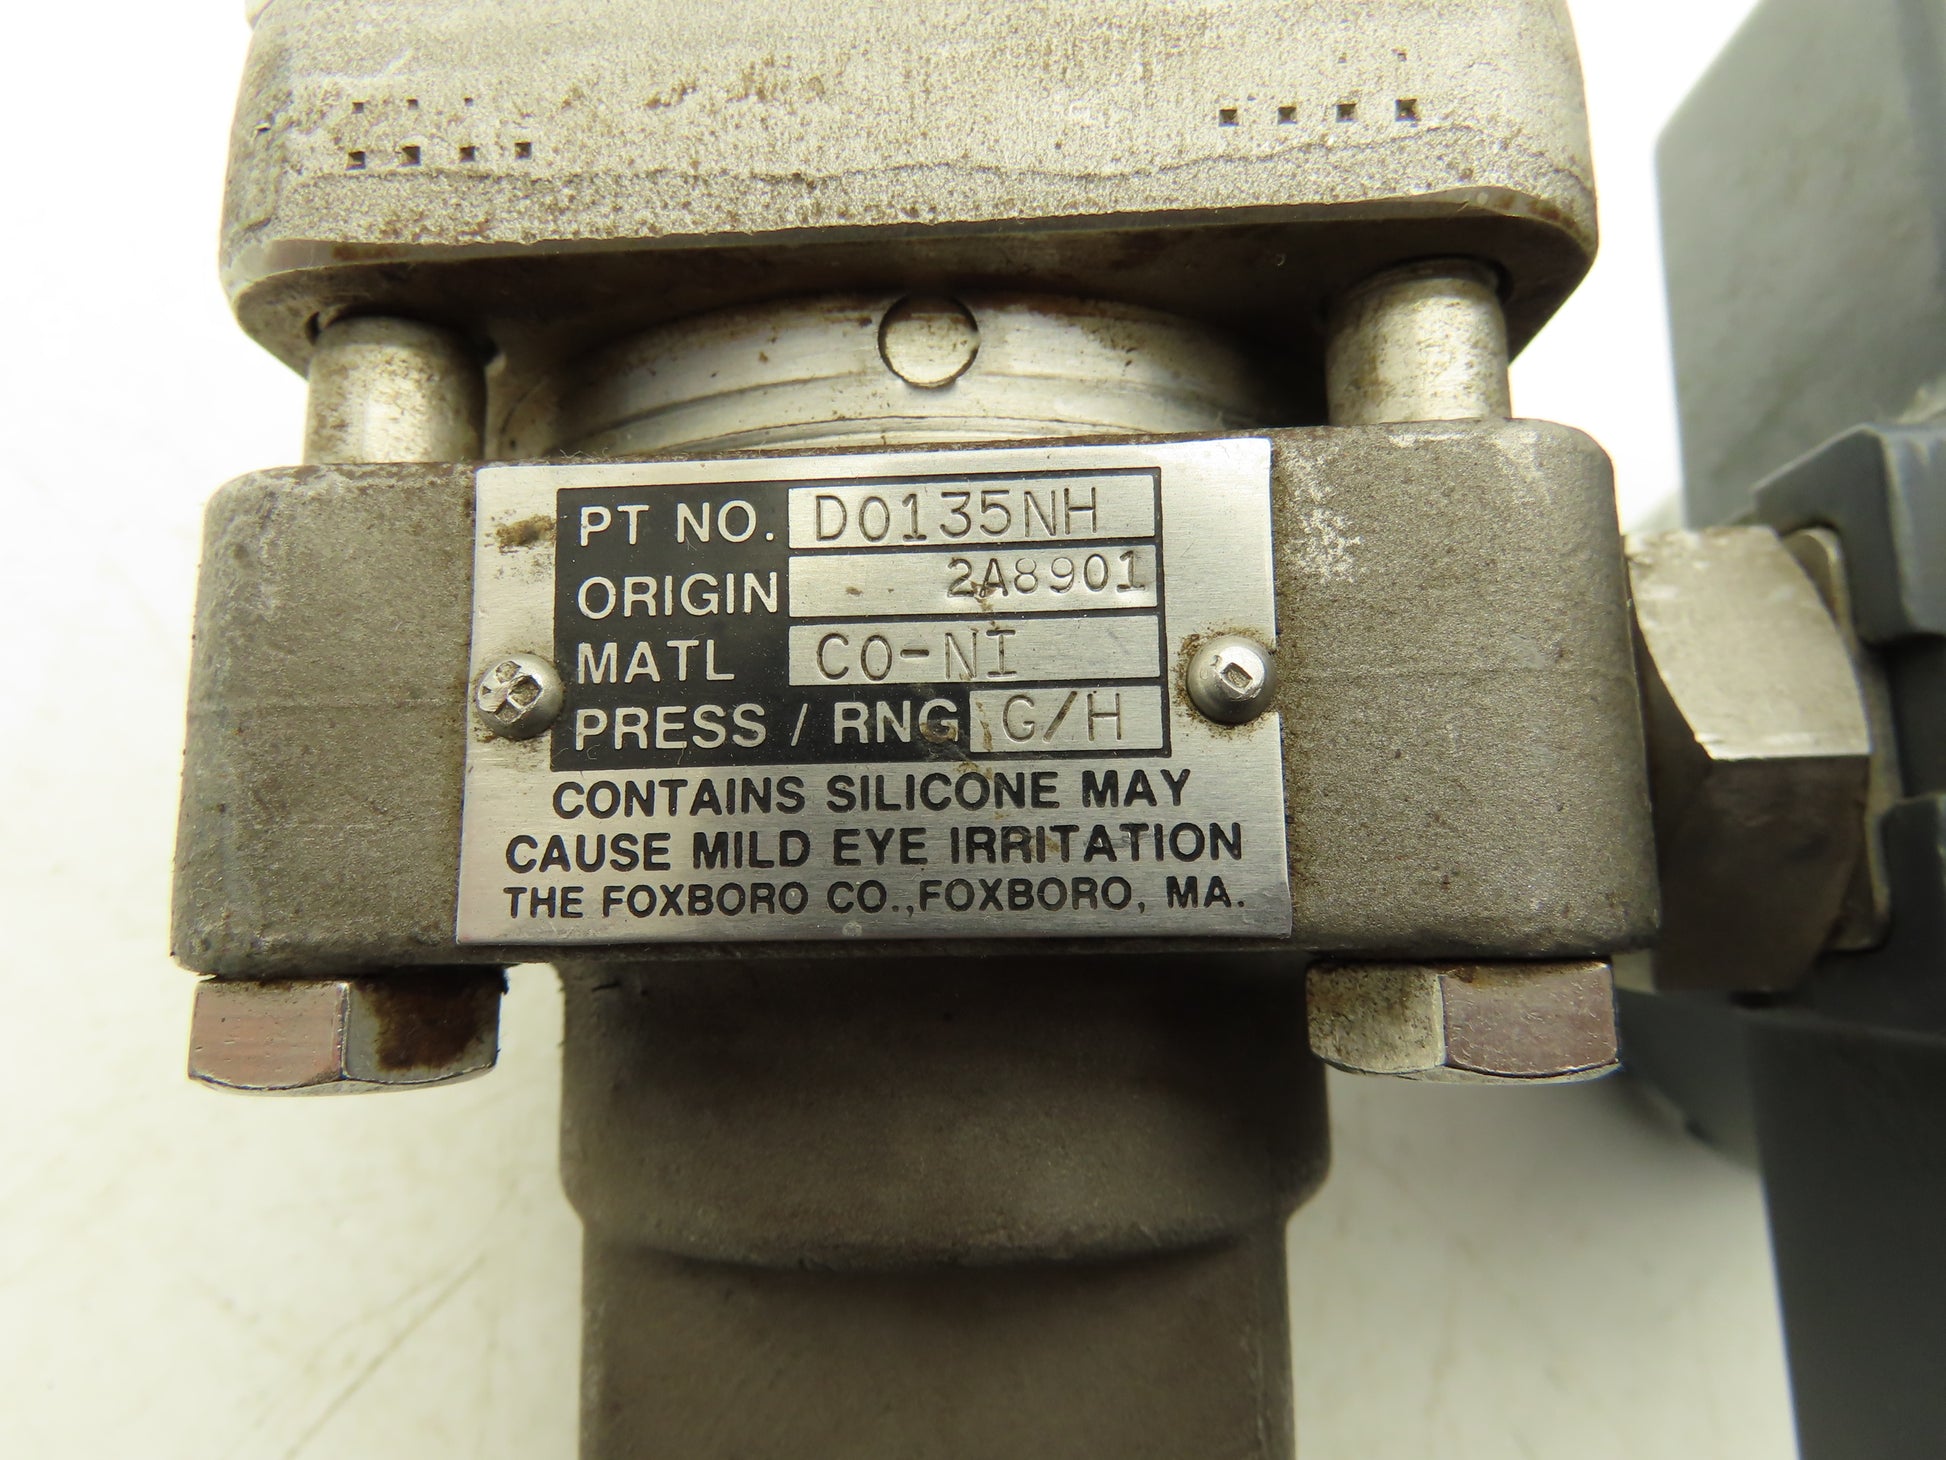 PT NO. D0135NH
ORIGIN 2A8901
MATL CO-NI
PRESS / RNG G/H
CONTAINS SILICONE MAY
CAUSE MILD EYE IRRITATION
THE FOXBORO CO., FOXBORO, MA.